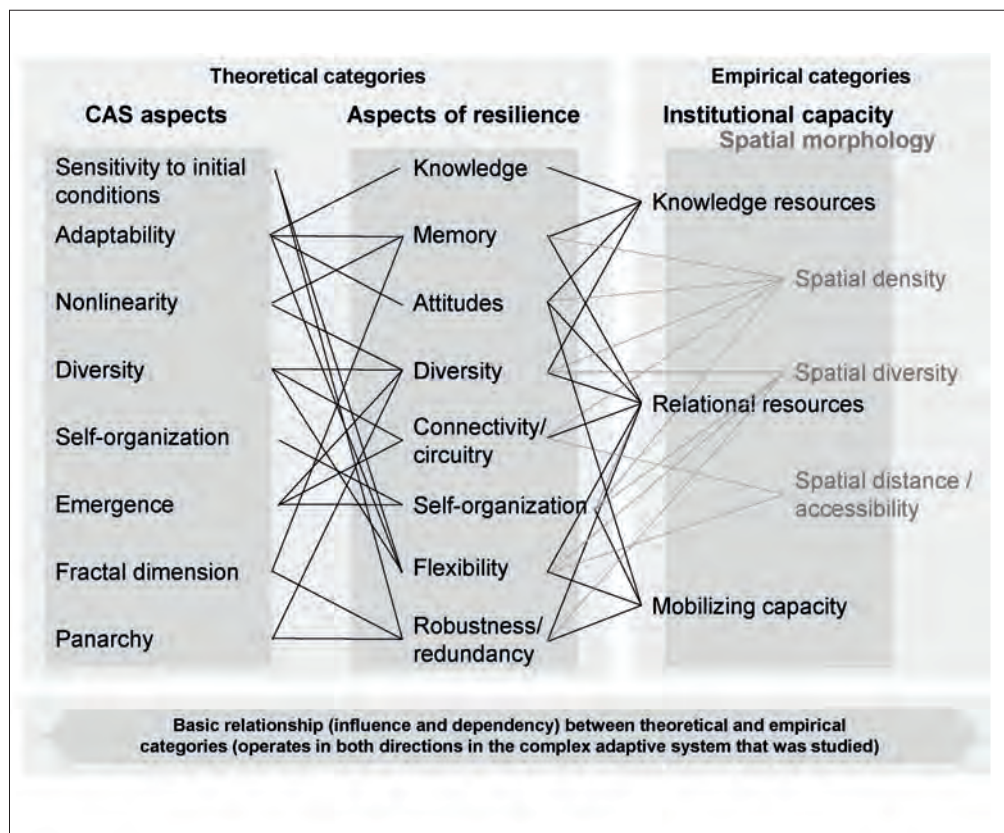 Theoretical categories
Empirical categories
CAS aspects
Aspects of resilience
Institutional capacity
Spatial morphology
Sensitivity to initial
conditions
Adaptability
Nonlinearity
Diversity
Self-organization
Emergence
Fractal dimension
Panarchy
Knowledge
Memory
Attitudes
Diversity
Connectivity/
circuitry
Self-organization
Flexibility
Robustness/
redundancy
Knowledge resources
Relational resources
Mobilizing capacity
Spatial density
Spatial diversity
Spatial distance /
accessibility
Basic relationship (influence and dependency) between theoretical and empirical
categories (operates in both directions in the complex adaptive system that was studied)